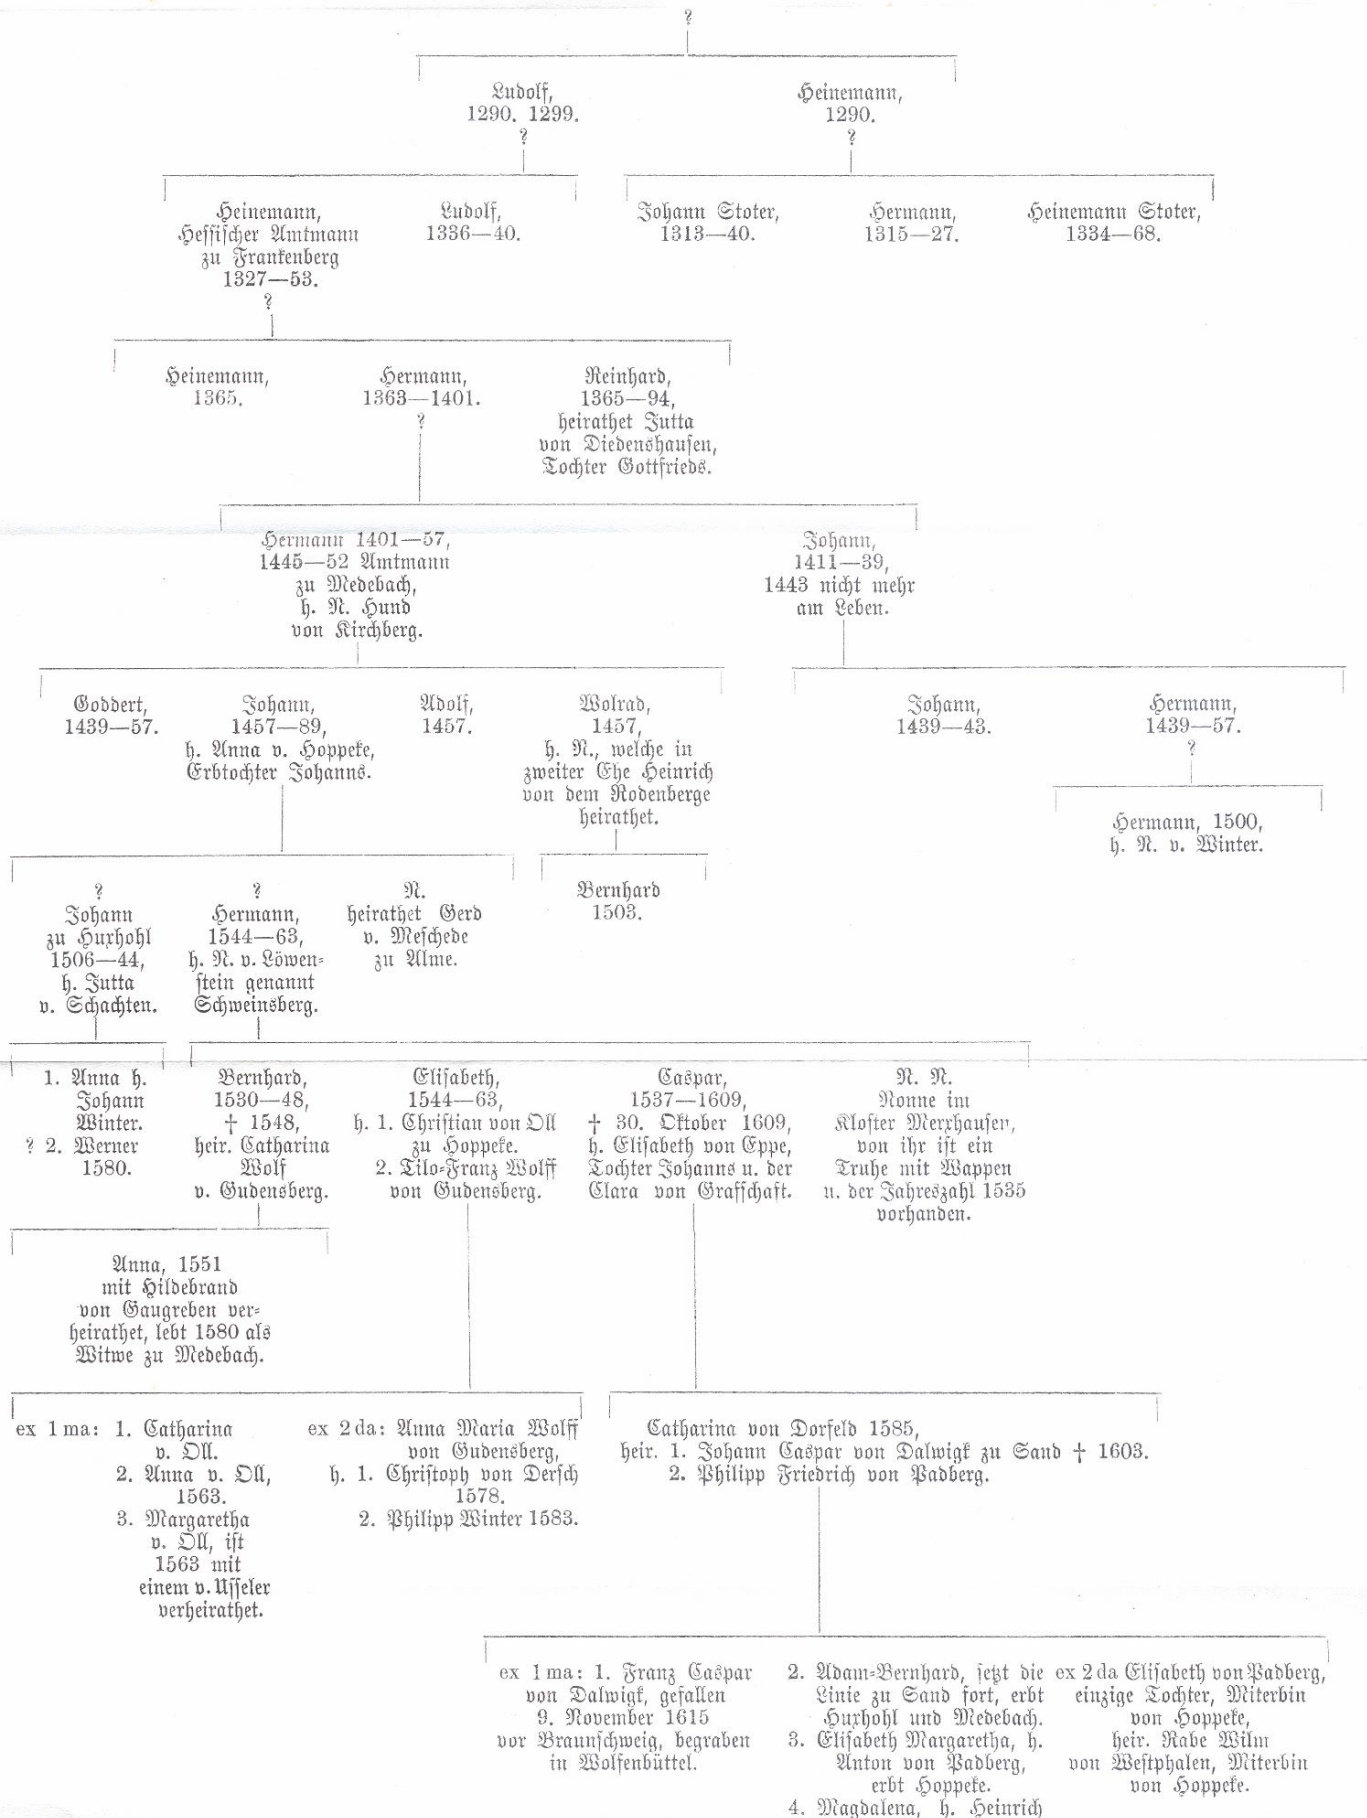 ?
Ludolf,
1290. 1299.
?
Heinemann,
1290.
?
Heinemann,
Hessischer Amtmann
zu Frankenberg
1327—53.
?
Ludolf,
1336—40.
Johann Stoter,
1313—40.
Hermann,
1315—27.
Heinemann Stoter,
1334—68.
Heinemann,
1365.
Hermann,
1363—1401.
?
Reinhard,
1365—94,
heirathet Jutta
von Diedenshausen,
Tochter Gottfrieds.
Hermann 1401—57,
1445—52 Amtmann
zu Medebach,
h. N. Hund
von Kirchberg.
Johann,
1411—39,
1443 nicht mehr
am Leben.
Goddert,
1439—57.
Johann,
1457—89,
h. Anna v. Hoppeke,
Erbtochter Johanns.
Adolf,
1457.
Wolrad,
1457,
h. N., welche in
zweiter Ehe Heinrich
von dem Rodenberge
heirathet.
Johann,
1439—43.
Hermann,
1439—57.
?
Hermann, 1500,
h. N. v. Winter.
?
Johann
zu Huxhohl
1506—44,
h. Jutta
v. Schachten.
?
Hermann,
1544—63,
h. N. v. Löwen-
stein genannt
Schweinsberg.
N.
heirathet Gerd
v. Meschede
zu Alme.
Bernhard
1503.
1. Anna h.
Johann
Winter.
? 2. Werner
1580.
Bernhard,
1530—48,
† 1548,
heir. Catharina
Wolf
v. Gudensberg.
Elisabeth,
1544—63,
h. 1. Christian von Oll
zu Hoppeke.
2. Tilo-Franz Wolff
von Gudensberg.
Caspar,
1537—1609,
† 30. Oktober 1609,
h. Elisabeth von Eppe,
Tochter Johanns u. der
Clara von Grafschaft.
N. N.
Nonne im
Kloster Merxhausen,
von ihr ist ein
Truhe mit Wappen
u. der Jahreszahl 1535
vorhanden.
Anna, 1551
mit Hildebrand
von Gaugreben ver-
heirathet, lebt 1580 als
Witwe zu Medebach.
ex 1ma: 1. Catharina
v. Oll.
2. Anna v. Oll,
1563.
3. Margaretha
v. Oll, ist
1563 mit
einem v. Usseler
verheirathet.
ex 2da: Anna Maria Wolff
von Gudensberg,
h. 1. Christoph von Dersch
1578.
2. Philipp Winter 1583.
Catharina von Dorfeld 1585,
heir. 1. Johann Caspar von Dalwigk zu Sand † 1603.
2. Philipp Friedrich von Padberg.
ex 1ma: 1. Franz Caspar
von Dalwigk, gefallen
9. November 1615
vor Braunschweig, begraben
in Wolfenbüttel.
2. Adam-Bernhard, setzt die
Linie zu Sand fort, erbt
Huxhohl und Medebach.
3. Elisabeth Margaretha, h.
Anton von Padberg,
erbt Hoppeke.
4. Magdalena, h. Heinrich
ex 2da Elisabeth von Padberg,
einzige Tochter, Miterbin
von Hoppeke,
heir. Rabe Wilm
von Westphalen, Miterbin
von Hoppeke.